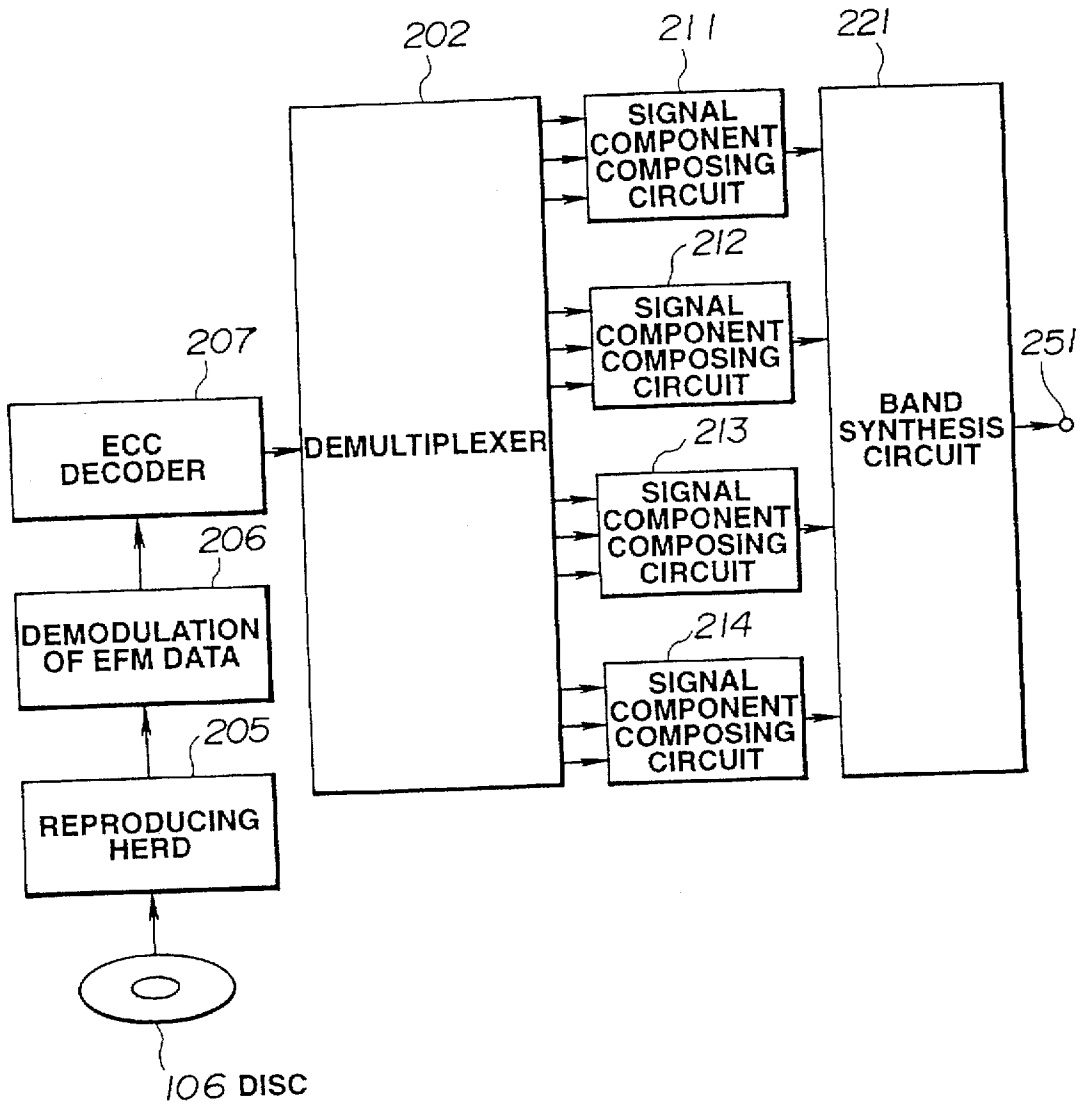 202
211
221
SIGNAL
COMPONENT
COMPOSING
CIRCUIT
212
SIGNAL
COMPONENT
COMPOSING
CIRCUIT
207
251
ECC
DECODER
DEMULTIPLEXER
BAND
SYNTHESIS
CIRCUIT
213
SIGNAL
COMPONENT
COMPOSING
CIRCUIT
206
DEMODULATION
OF EFM DATA
214
SIGNAL
COMPONENT
COMPOSING
CIRCUIT
205
REPRODUCING
HERD
106 DISC